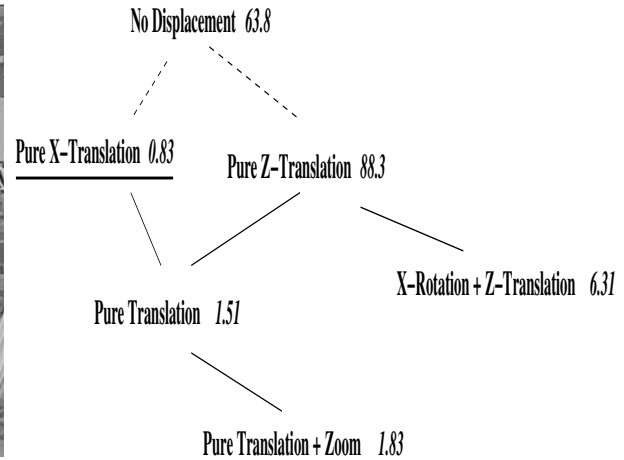 No Displacement 63.8
Pure X–Translation 0.83
Pure Z–Translation 88.3
X–Rotation + Z–Translation 6.31
Pure Translation 1.51
Pure Translation + Zoom 1.83